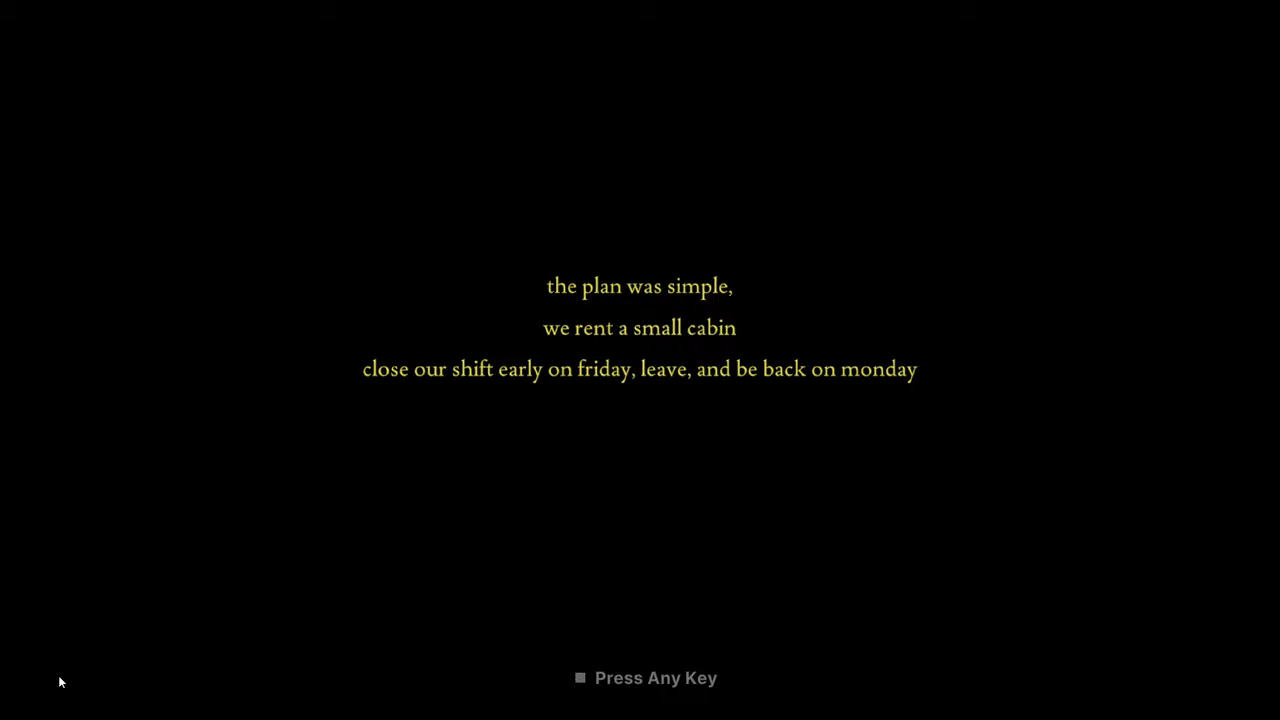 the plan was simple,
we rent a small cabin
close our shift early on friday, leave, and be back on monday
Press Any Key